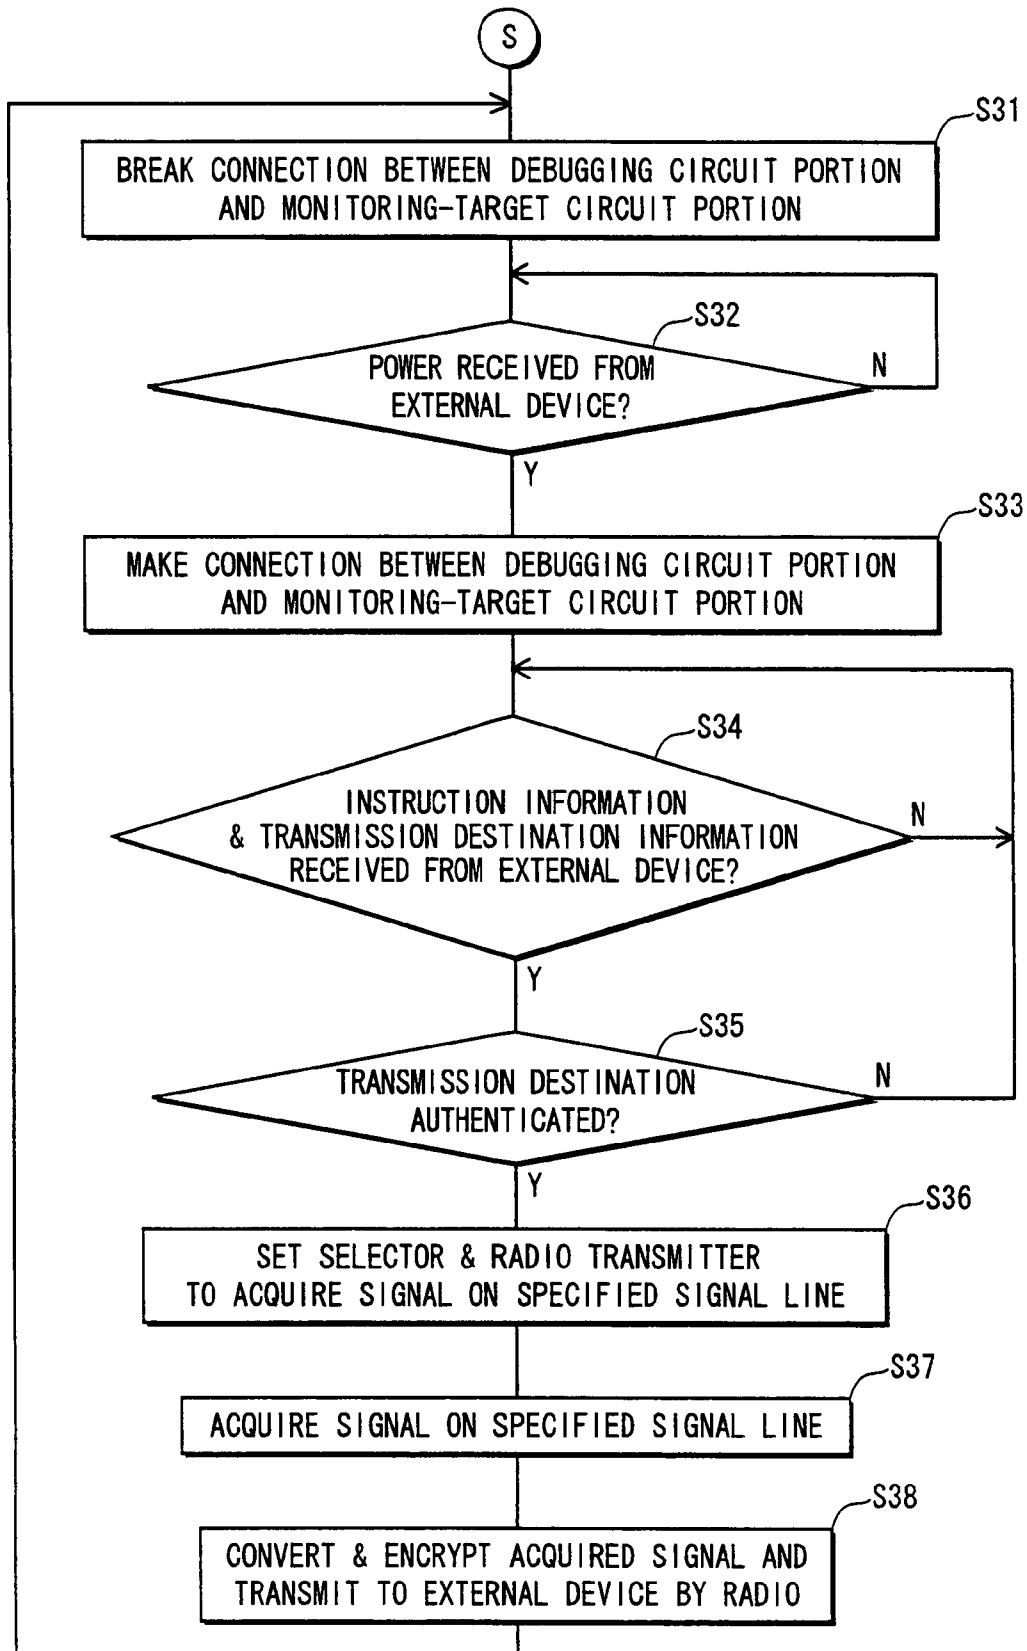 S
S31
BREAK CONNECTION BETWEEN DEBUGGING CIRCUIT PORTION
AND MONITORING-TARGET CIRCUIT PORTION
S32
POWER RECEIVED FROM
EXTERNAL DEVICE?
N
Y
S33
MAKE CONNECTION BETWEEN DEBUGGING CIRCUIT PORTION
AND MONITORING-TARGET CIRCUIT PORTION
S34
INSTRUCTION INFORMATION
& TRANSMISSION DESTINATION INFORMATION
RECEIVED FROM EXTERNAL DEVICE?
N
Y
S35
TRANSMISSION DESTINATION
AUTHENTICATED?
N
Y
S36
SET SELECTOR & RADIO TRANSMITTER
TO ACQUIRE SIGNAL ON SPECIFIED SIGNAL LINE
S37
ACQUIRE SIGNAL ON SPECIFIED SIGNAL LINE
S38
CONVERT & ENCRYPT ACQUIRED SIGNAL AND
TRANSMIT TO EXTERNAL DEVICE BY RADIO